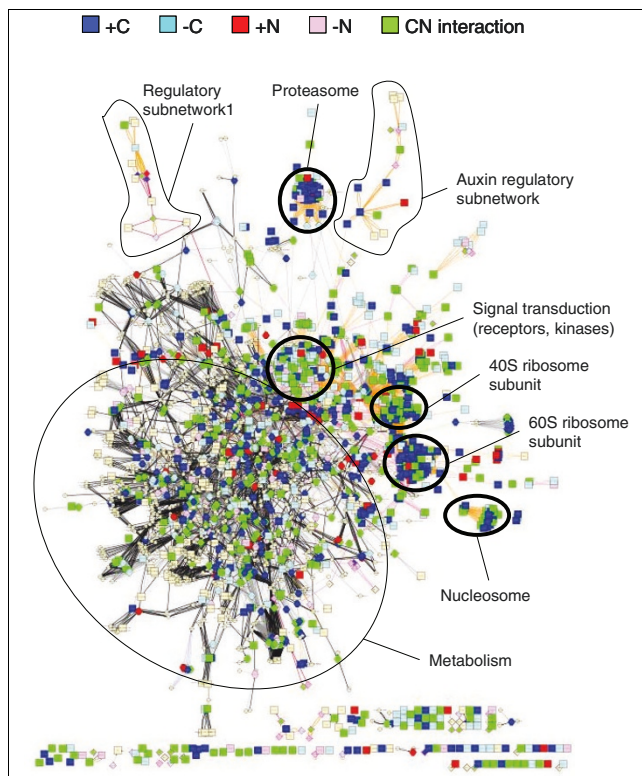 +C -C +N -N CN interaction
Regulatory
subnetwork1
Proteasome
Auxin regulatory
subnetwork
Signal transduction
(receptors, kinases)
40S ribosome
subunit
60S ribosome
subunit
Nucleosome
Metabolism